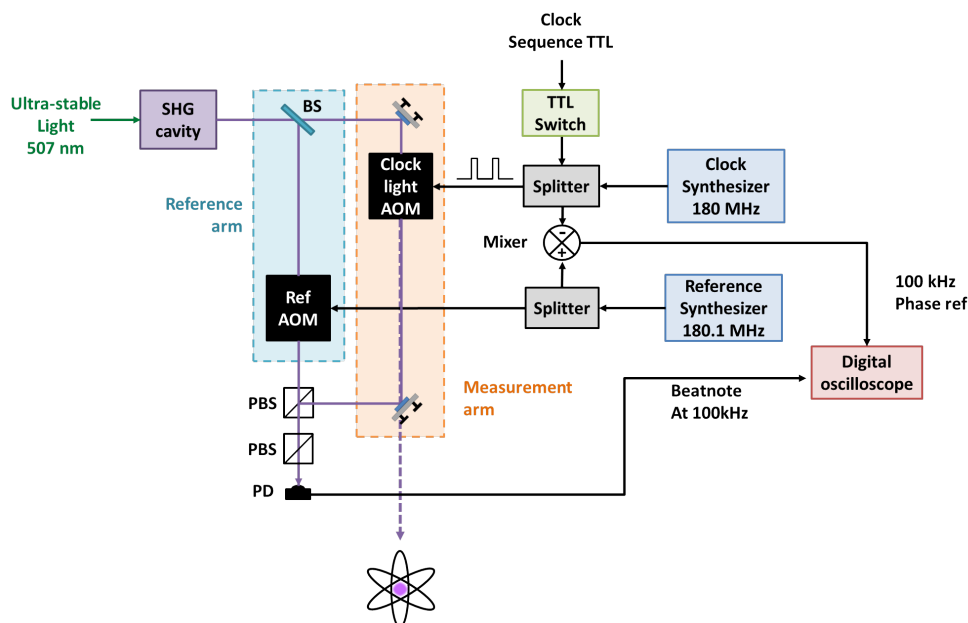 Clock
Sequence TTL
Ultra-stable
Light
507 nm
SHG
cavity
BS
TTL
Switch
Clock
light
AOM
Splitter
Clock
Synthesizer
180 MHz
Reference
arm
Mixer
-
+
Ref
AOM
Splitter
Reference
Synthesizer
180.1 MHz
100 kHz
Phase ref
Digital
oscilloscope
PBS
Measurement
arm
Beatnote
At 100kHz
PBS
PD